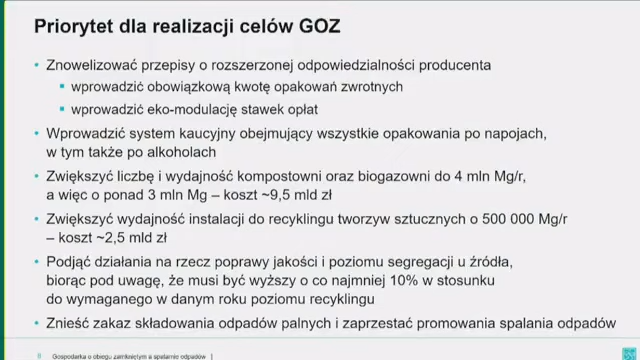 Priorytet dla realizacji celów GOZ
• Znowelizować przepisy o rozszerzonej odpowiedzialności producenta
▪ wprowadzić obowiązkową kwotę opakowań zwrotnych
▪ wprowadzić eko-modulację stawek opłat
• Wprowadzić system kaucyjny obejmujący wszystkie opakowania po napojach,
w tym także po alkoholach
• Zwiększyć liczbę i wydajność kompostowni oraz biogazowni do 4 mln Mg/r,
a więc o ponad 3 mln Mg – koszt ~9,5 mld zł
• Zwiększyć wydajność instalacji do recyklingu tworzyw sztucznych o 500 000 Mg/r
– koszt ~2,5 mld zł
• Podjąć działania na rzecz poprawy jakości i poziomu segregacji u źródła,
biorąc pod uwagę, że musi być wyższy o co najmniej 10% w stosunku
do wymaganego w danym roku poziomu recyklingu
• Znieść zakaz składowania odpadów palnych i zaprzestać promowania spalania odpadów
Gospodarka o obiegu zamkniętym a spalanie odpadów |